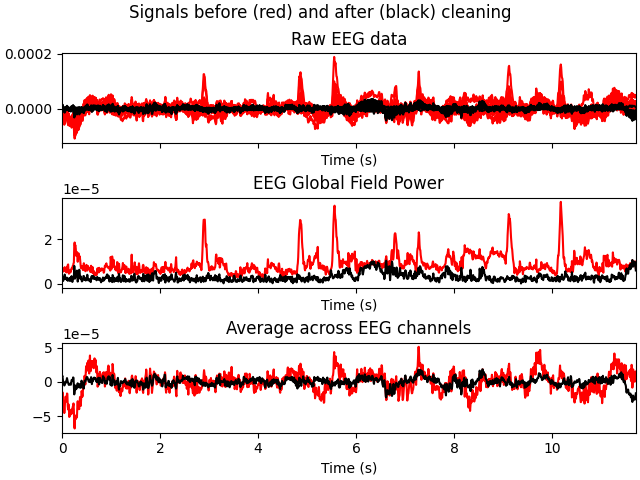 Signals before (red) and after (black) cleaning
Raw EEG data
0.0002
0.0000
Time (s)
EEG Global Field Power
1e−5
2
0
Time (s)
Average across EEG channels
1e−5
5
0
−5
0 2 4 6 8 10
Time (s)